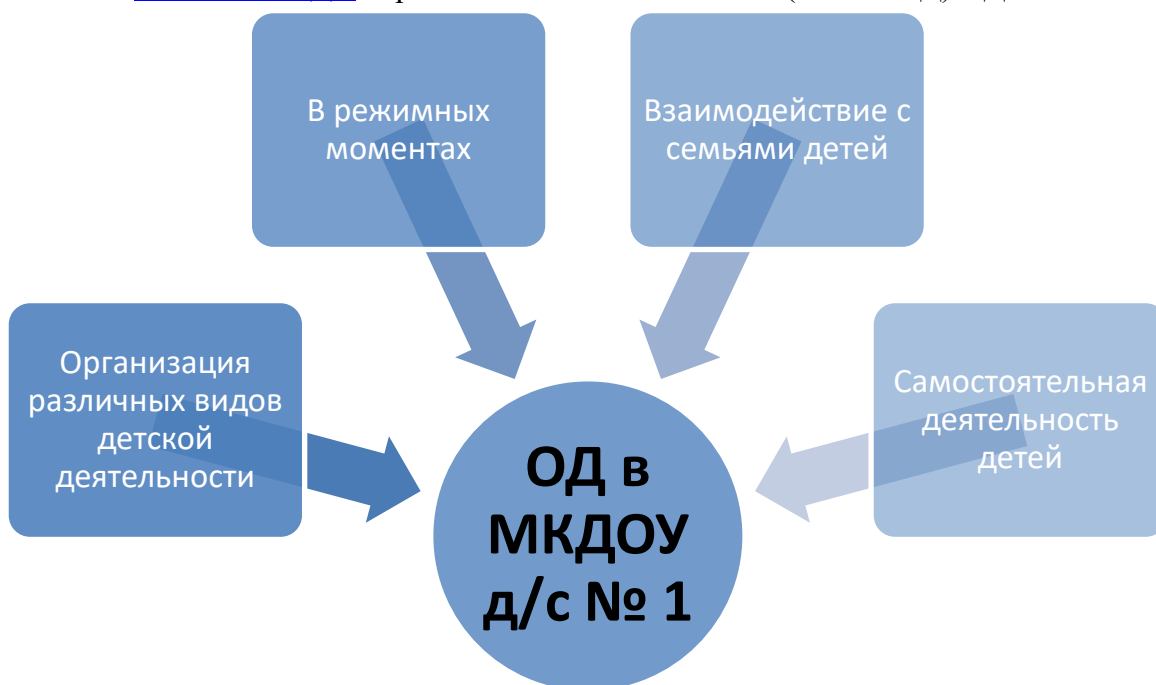 В режимных
моментах
Взаимодействие с
семьями детей
Организация
различных видов
детской
деятельности
Самостоятельная
деятельность
детей
ОД в
МКДОУ
д/с № 1